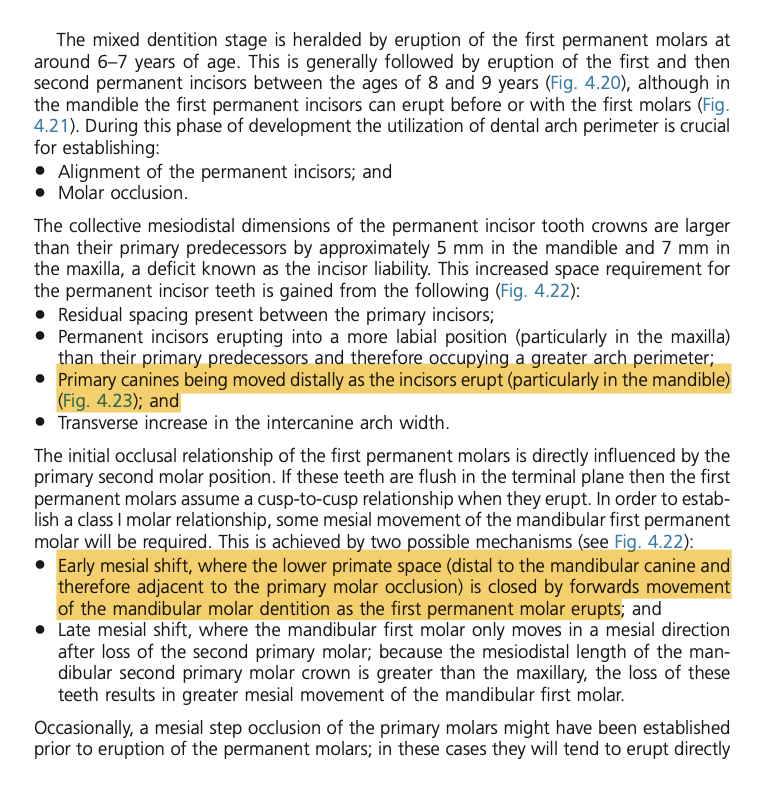 The mixed dentition stage is heralded by eruption of the first permanent molars at
around 6–7 years of age. This is generally followed by eruption of the first and then
second permanent incisors between the ages of 8 and 9 years (Fig. 4.20), although in
the mandible the first permanent incisors can erupt before or with the first molars (Fig.
4.21). During this phase of development the utilization of dental arch perimeter is crucial
for establishing:
● Alignment of the permanent incisors; and
● Molar occlusion.
The collective mesiodistal dimensions of the permanent incisor tooth crowns are larger
than their primary predecessors by approximately 5 mm in the mandible and 7 mm in
the maxilla, a deficit known as the incisor liability. This increased space requirement for
the permanent incisor teeth is gained from the following (Fig. 4.22):
● Residual spacing present between the primary incisors;
● Permanent incisors erupting into a more labial position (particularly in the maxilla)
than their primary predecessors and therefore occupying a greater arch perimeter;
● Primary canines being moved distally as the incisors erupt (particularly in the mandible)
(Fig. 4.23); and
● Transverse increase in the intercanine arch width.
The initial occlusal relationship of the first permanent molars is directly influenced by the
primary second molar position. If these teeth are flush in the terminal plane then the first
permanent molars assume a cusp-to-cusp relationship when they erupt. In order to estab-
lish a class I molar relationship, some mesial movement of the mandibular first permanent
molar will be required. This is achieved by two possible mechanisms (see Fig. 4.22):
● Early mesial shift, where the lower primate space (distal to the mandibular canine and
therefore adjacent to the primary molar occlusion) is closed by forwards movement
of the mandibular molar dentition as the first permanent molar erupts; and
● Late mesial shift, where the mandibular first molar only moves in a mesial direction
after loss of the second primary molar; because the mesiodistal length of the man-
dibular second primary molar crown is greater than the maxillary, the loss of these
teeth results in greater mesial movement of the mandibular first molar.
Occasionally, a mesial step occlusion of the primary molars might have been established
prior to eruption of the permanent molars; in these cases they will tend to erupt directly